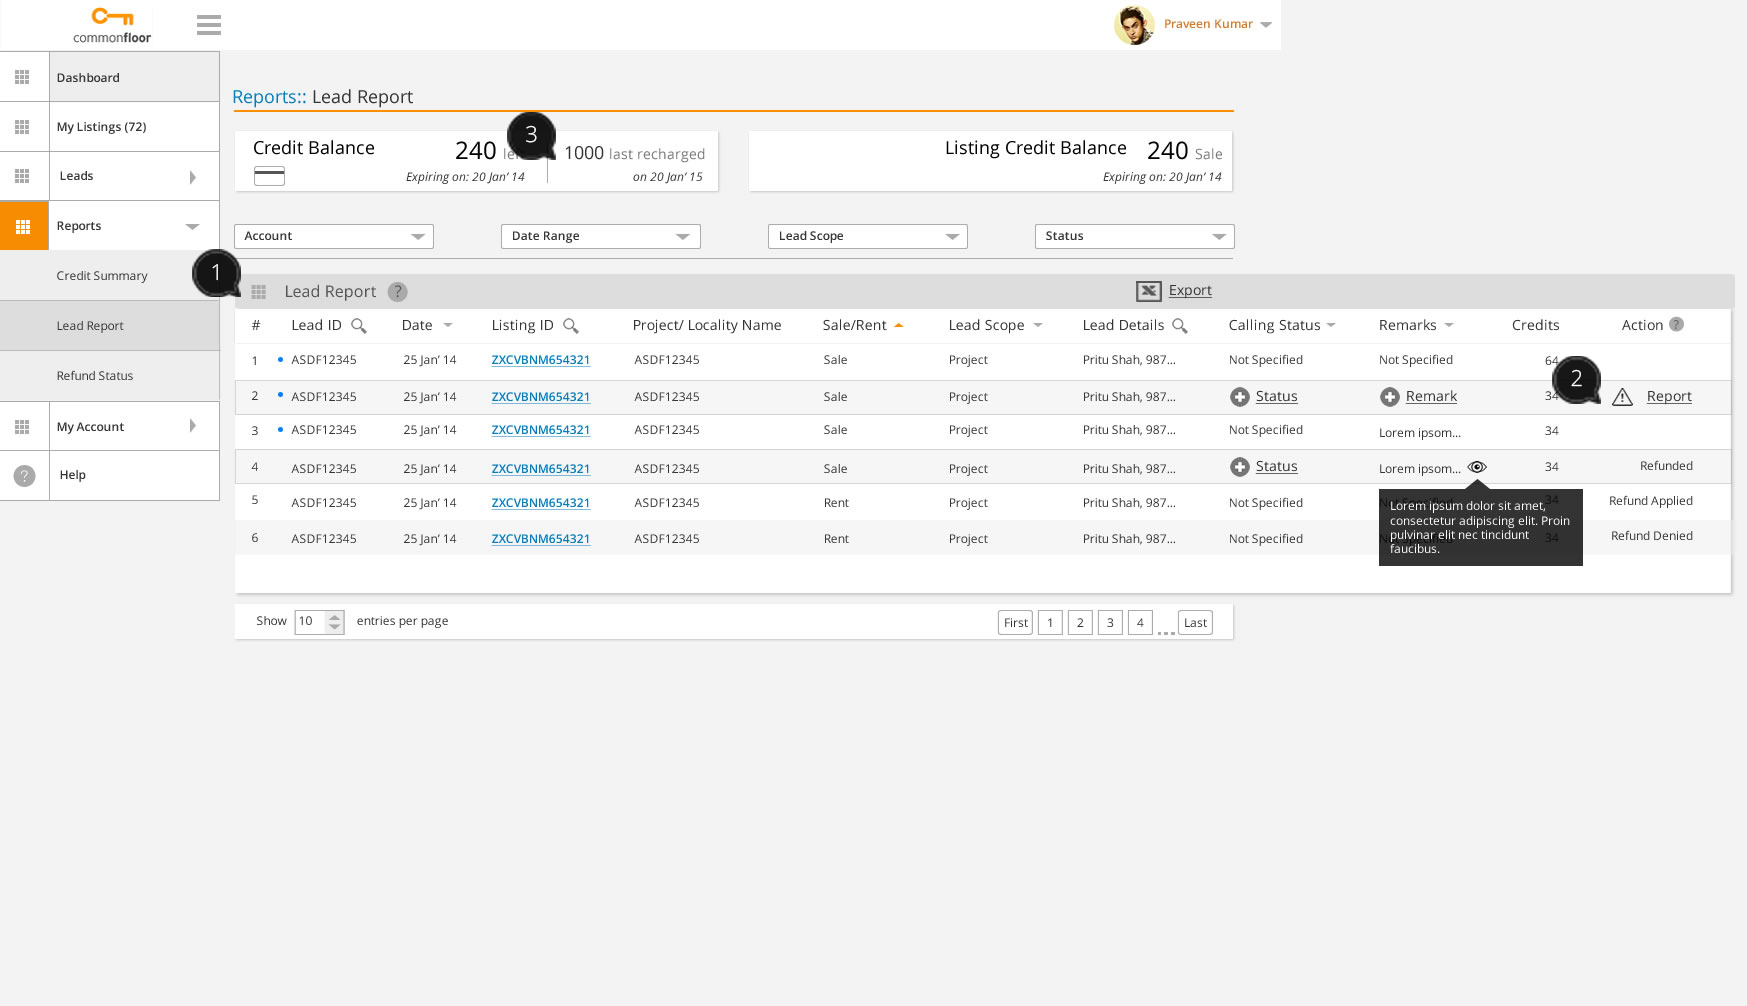 commonfloor
Praveen Kumar
Dashboard
My Listings (72)
Leads
Reports
Credit Summary
Lead Report
Refund Status
My Account
? Help
Reports:: Lead Report
Credit Balance 240 left 3 1000 last recharged
Expiring on: 20 Jan' 14 on 20 Jan' 15
Listing Credit Balance 240 Sale
Expiring on: 20 Jan' 14
Account Date Range Lead Scope Status
1 Lead Report ? Export
# Lead ID Date Listing ID Project/ Locality Name Sale/Rent Lead Scope Lead Details Calling Status Remarks Credits Action ?
1 ASDF12345 25 Jan' 14 ZXCVBNM654321 ASDF12345 Sale Project Pritu Shah, 987... Not Specified Not Specified 64
2 ASDF12345 25 Jan' 14 ZXCVBNM654321 ASDF12345 Sale Project Pritu Shah, 987... Status Remark 34 2 Report
3 ASDF12345 25 Jan' 14 ZXCVBNM654321 ASDF12345 Sale Project Pritu Shah, 987... Not Specified Lorem ipsom... 34
4 ASDF12345 25 Jan' 14 ZXCVBNM654321 ASDF12345 Sale Project Pritu Shah, 987... Status Lorem ipsom... 34 Refunded
5 ASDF12345 25 Jan' 14 ZXCVBNM654321 ASDF12345 Rent Project Pritu Shah, 987... Not Specified Not Specified 34 Refund Applied
6 ASDF12345 25 Jan' 14 ZXCVBNM654321 ASDF12345 Rent Project Pritu Shah, 987... Not Specified Not Specified 34 Refund Denied
Lorem ipsum dolor sit amet,
consectetur adipiscing elit. Proin
pulvinar elit nec tincidunt
faucibus.
Show 10 entries per page First 1 2 3 4 .... Last